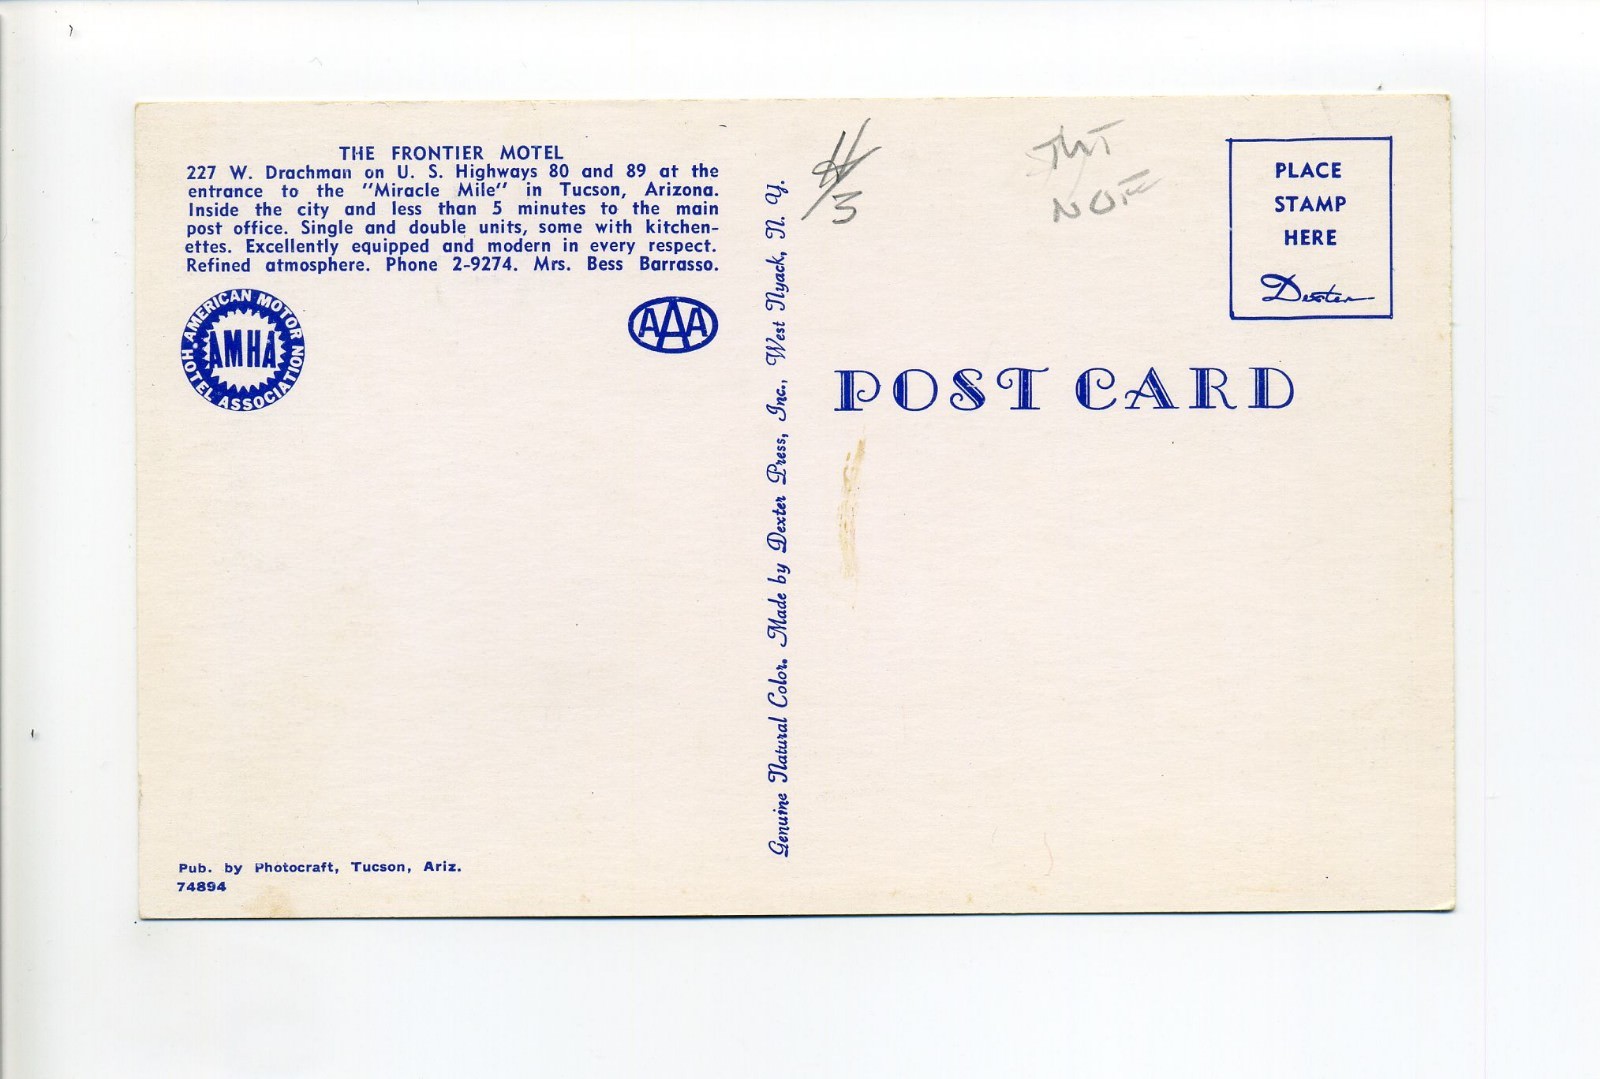 THE FRONTIER MOTEL
227 W. Drachman on U. S. Highways 80 and 89 at the
entrance to the "Miracle Mile" in Tucson, Arizona.
Inside the city and less than 5 minutes to the main
post office. Single and double units, some with kitchen-
ettes. Excellently equipped and modern in every respect.
Refined atmosphere. Phone 2-9274. Mrs. Bess Barrasso.
AMERICAN MOTOR HOTEL ASSOCIATION
AMHA
AAA
Pub. by Photocraft, Tucson, Ariz.
74894
Genuine Natural Color. Made by Dexter Press, Inc., West Nyack, N. Y.
3
PLACE
STAMP
HERE
Dexter
POST CARD